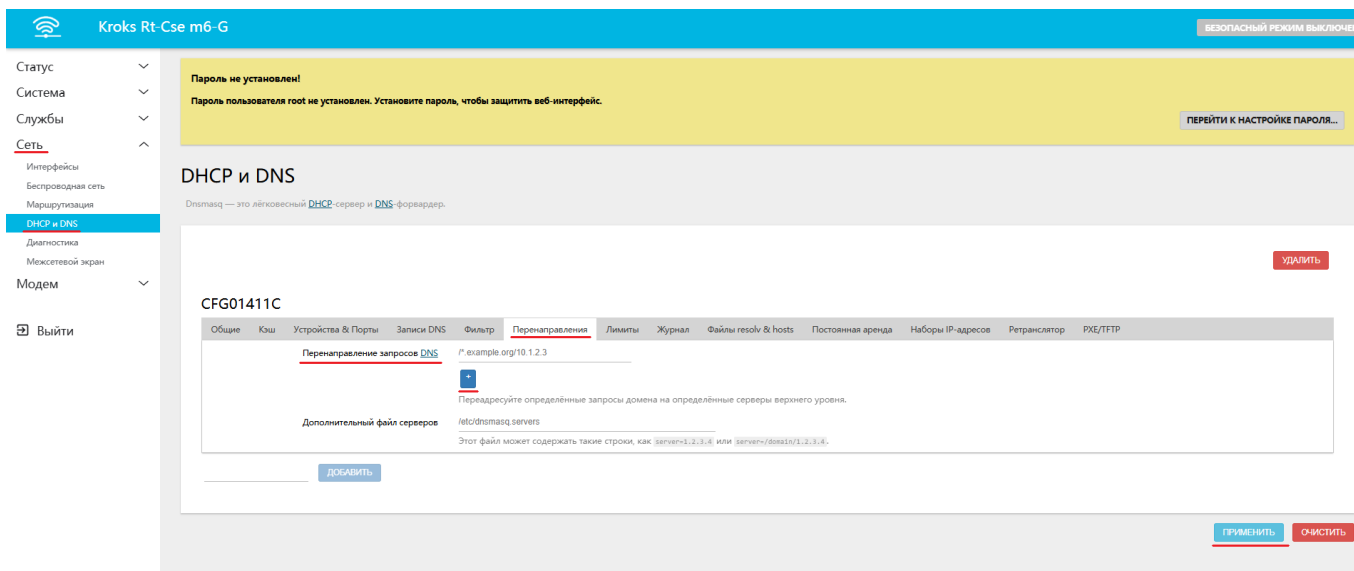 Kroks Rt-Cse m6-G
БЕЗОПАСНЫЙ РЕЖИМ ВЫКЛЮЧЕ
Статус
Система
Службы
Сеть
Интерфейсы
Беспроводная сеть
Маршрутизация
DHCP и DNS
Диагностика
Межсетевой экран
Модем
Выйти
Пароль не установлен!
Пароль пользователя root не установлен. Установите пароль, чтобы защитить веб-интерфейс.
ПЕРЕЙТИ К НАСТРОЙКЕ ПАРОЛЯ...
DHCP и DNS
Dnsmasq — это лёгковесный DHCP-сервер и DNS-форвардер.
УДАЛИТЬ
CFG01411C
Общие Кэш Устройства & Порты Записи DNS Фильтр Перенаправления Лимиты Журнал Файлы resolv & hosts Постоянная аренда Наборы IP-адресов Ретранслятор PXE/TFTP
Перенаправление запросов DNS /*.example.org/10.1.2.3
+
Переадресуйте определённые запросы домена на определённые серверы верхнего уровня.
Дополнительный файл серверов /etc/dnsmasq.servers
Этот файл может содержать такие строки, как server=1.2.3.4 или server=/domain/1.2.3.4.
ДОБАВИТЬ
ПРИМЕНИТЬ ОЧИСТИТЬ